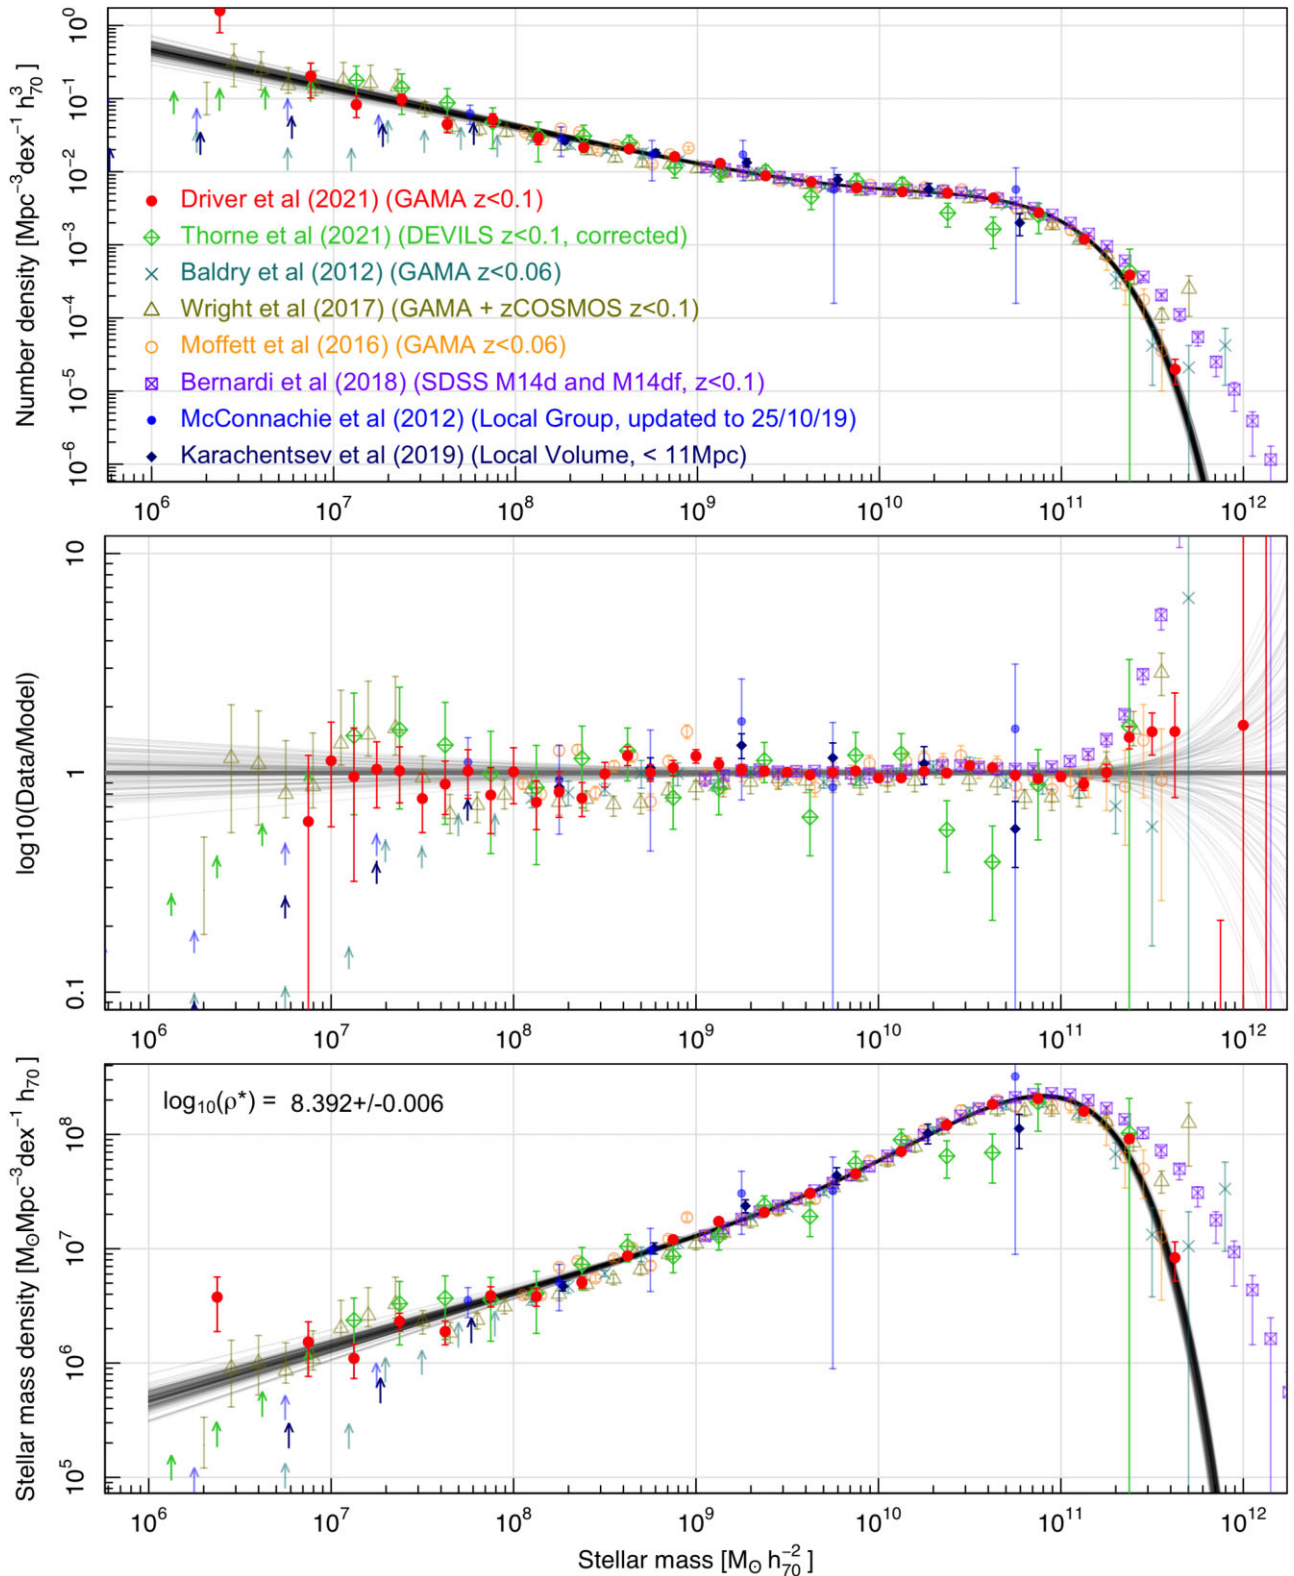 Number density [Mpc⁻³dex⁻¹ h³₇₀]
10⁰
10⁻¹
10⁻²
10⁻³
10⁻⁴
10⁻⁵
10⁻⁶
Driver et al (2021) (GAMA z<0.1)
Thorne et al (2021) (DEVILS z<0.1, corrected)
Baldry et al (2012) (GAMA z<0.06)
Wright et al (2017) (GAMA + zCOSMOS z<0.1)
Moffett et al (2016) (GAMA z<0.06)
Bernardi et al (2018) (SDSS M14d and M14df, z<0.1)
McConnachie et al (2012) (Local Group, updated to 25/10/19)
Karachentsev et al (2019) (Local Volume, < 11Mpc)
10⁶ 10⁷ 10⁸ 10⁹ 10¹⁰ 10¹¹ 10¹²
log10(Data/Model)
10
1
0.1
10⁶ 10⁷ 10⁸ 10⁹ 10¹⁰ 10¹¹ 10¹²
Stellar mass density [M⊙Mpc⁻³dex⁻¹ h₇₀]
log₁₀(ρ*) = 8.392+/-0.006
10⁸
10⁷
10⁶
10⁵
10⁶ 10⁷ 10⁸ 10⁹ 10¹⁰ 10¹¹ 10¹²
Stellar mass [M⊙ h₇₀⁻²]